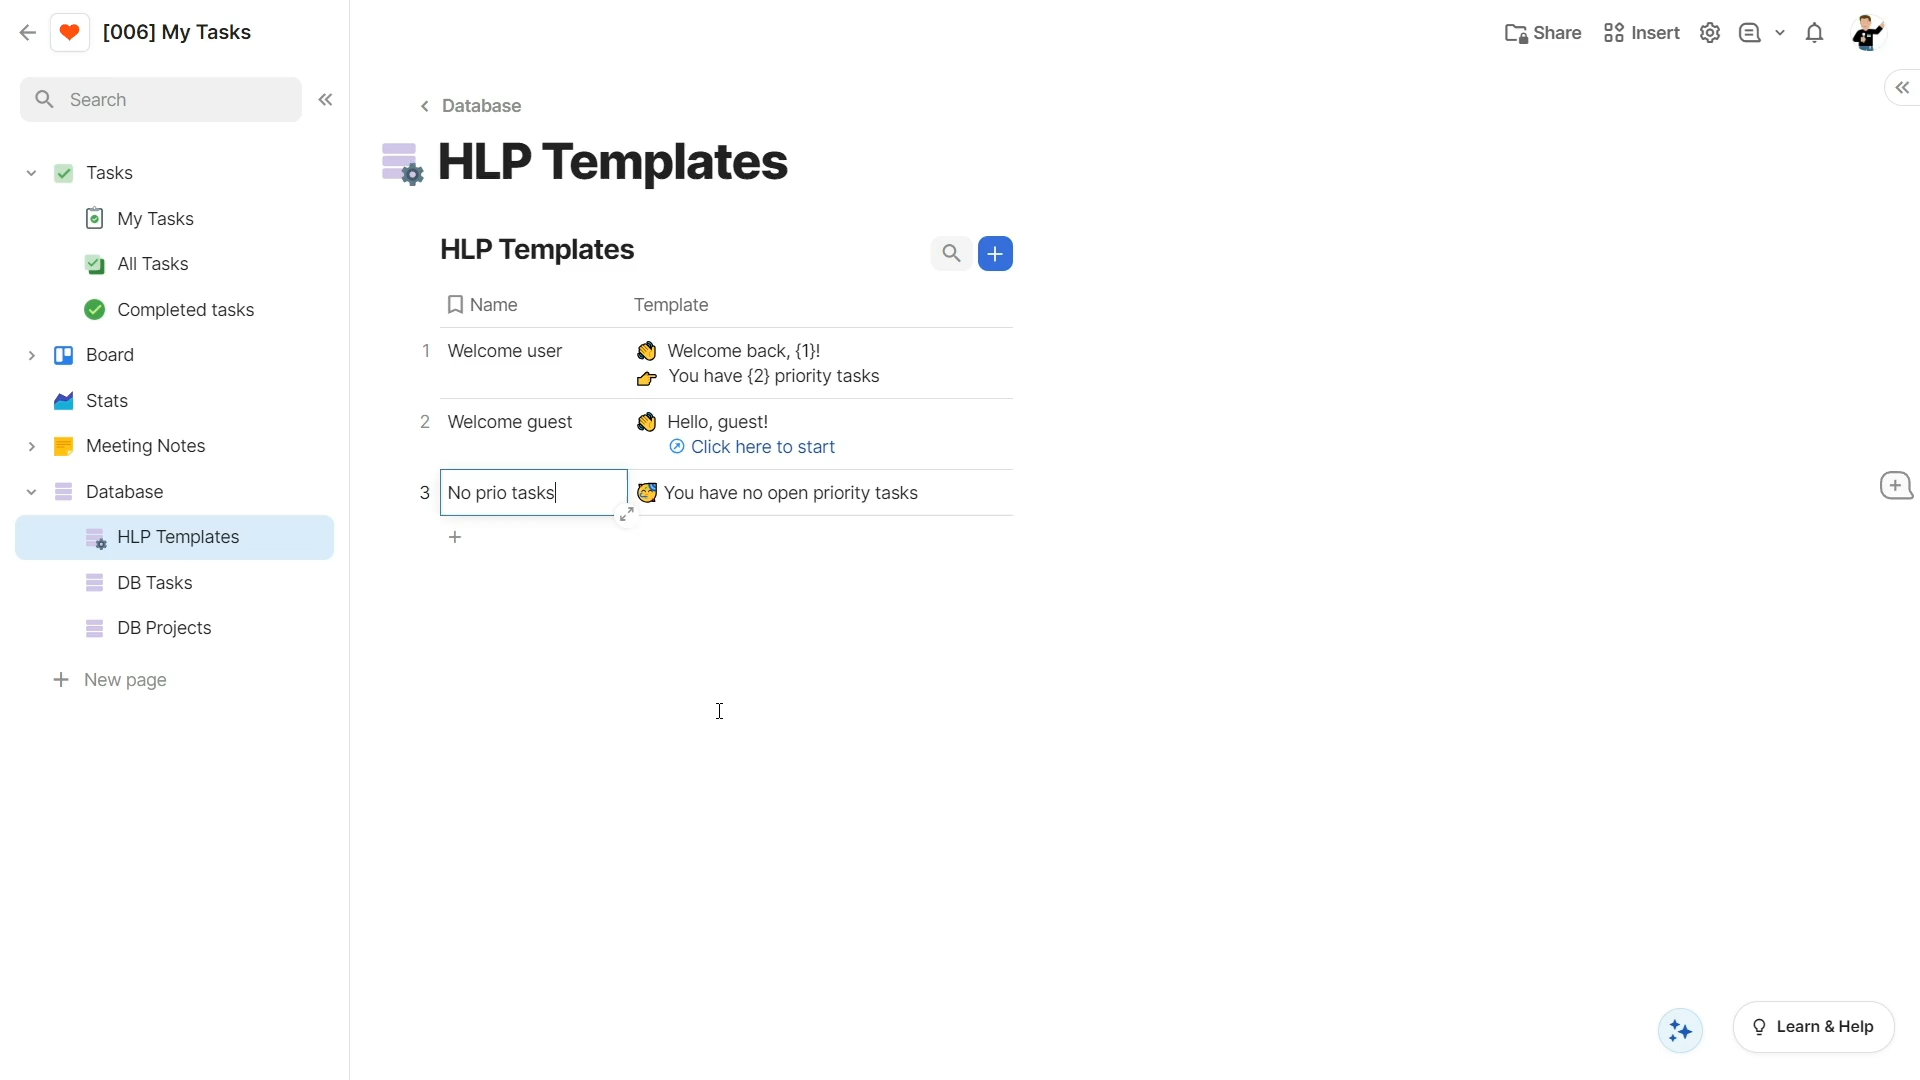 [006] My Tasks
Share
Insert
Search
Tasks
My Tasks
All Tasks
Completed tasks
Board
Stats
Meeting Notes
Database
HLP Templates
DB Tasks
DB Projects
New page
Database
HLP Templates
HLP Templates
Name Template
1 Welcome user 👋 Welcome back, {1}!
👉 You have {2} priority tasks
2 Welcome guest 👋 Hello, guest!
Click here to start
3 No prio tasks 🥳 You have no open priority tasks
Learn & Help